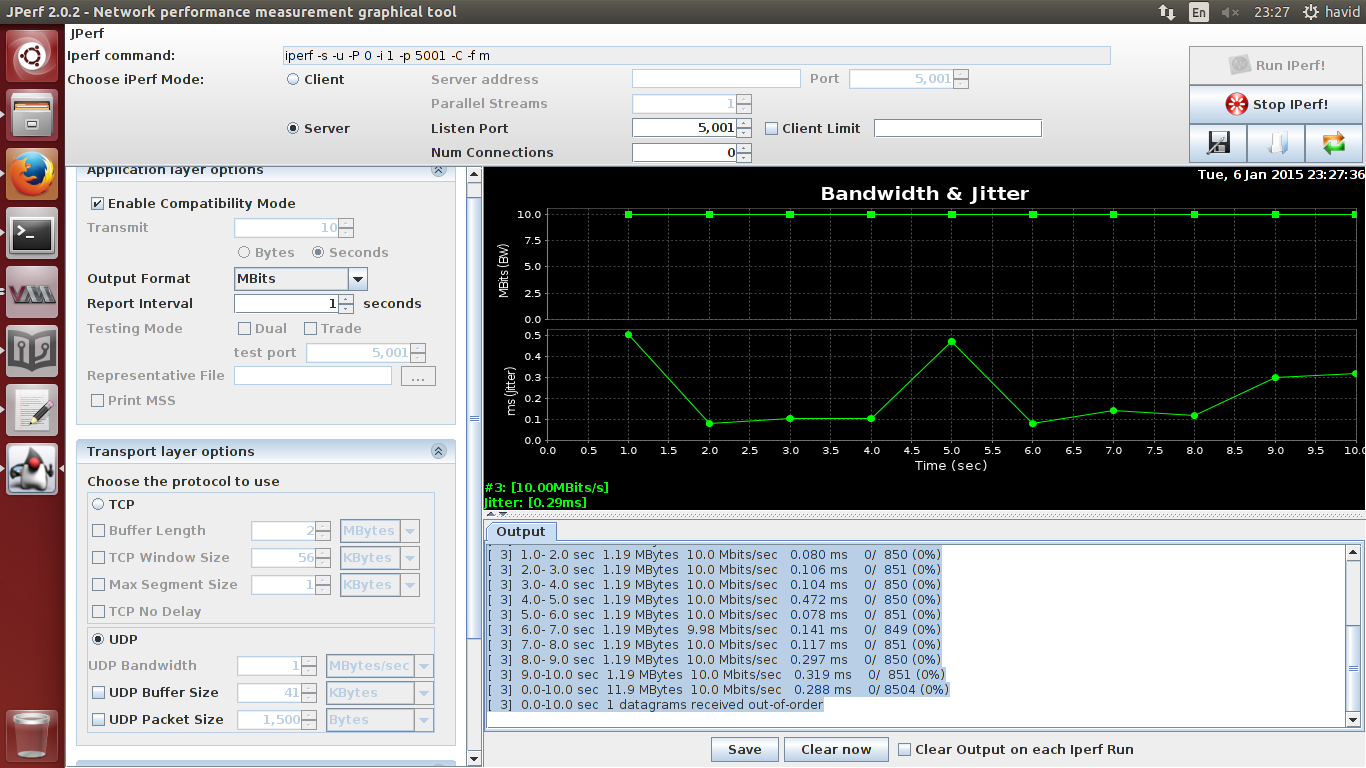 JPerf 2.0.2 - Network performance measurement graphical tool En 23:27 havid
JPerf
Iperf command: iperf -s -u -P 0 -i 1 -p 5001 -C -f m
Choose iPerf Mode: Client Server address Port 5,001
Parallel Streams 1
Server Listen Port 5,001 Client Limit
Num Connections 0
Run IPerf!
Stop IPerf!
Application layer options
Enable Compatibility Mode
Transmit 10
Bytes Seconds
Output Format MBits
Report Interval 1 seconds
Testing Mode Dual Trade
test port 5,001
Representative File ...
Print MSS
Transport layer options
Choose the protocol to use
TCP
Buffer Length 2 MBytes
TCP Window Size 56 KBytes
Max Segment Size 1 KBytes
TCP No Delay
UDP
UDP Bandwidth 1 MBytes/sec
UDP Buffer Size 41 KBytes
UDP Packet Size 1,500 Bytes
Tue, 6 Jan 2015 23:27:36
Bandwidth & Jitter
MBits (BW)
10.0
7.5
5.0
2.5
0.0
ms (Jitter)
0.5
0.4
0.3
0.2
0.1
0.0
0.0 0.5 1.0 1.5 2.0 2.5 3.0 3.5 4.0 4.5 5.0 5.5 6.0 6.5 7.0 7.5 8.0 8.5 9.0 9.5 10.0
Time (sec)
#3: [10.00MBits/s]
Jitter: [0.29ms]
Output
[ 3] 1.0- 2.0 sec 1.19 MBytes 10.0 Mbits/sec 0.080 ms 0/ 850 (0%)
[ 3] 2.0- 3.0 sec 1.19 MBytes 10.0 Mbits/sec 0.106 ms 0/ 851 (0%)
[ 3] 3.0- 4.0 sec 1.19 MBytes 10.0 Mbits/sec 0.104 ms 0/ 850 (0%)
[ 3] 4.0- 5.0 sec 1.19 MBytes 10.0 Mbits/sec 0.472 ms 0/ 850 (0%)
[ 3] 5.0- 6.0 sec 1.19 MBytes 10.0 Mbits/sec 0.078 ms 0/ 851 (0%)
[ 3] 6.0- 7.0 sec 1.19 MBytes 9.98 Mbits/sec 0.141 ms 0/ 849 (0%)
[ 3] 7.0- 8.0 sec 1.19 MBytes 10.0 Mbits/sec 0.117 ms 0/ 851 (0%)
[ 3] 8.0- 9.0 sec 1.19 MBytes 10.0 Mbits/sec 0.297 ms 0/ 850 (0%)
[ 3] 9.0-10.0 sec 1.19 MBytes 10.0 Mbits/sec 0.319 ms 0/ 851 (0%)
[ 3] 0.0-10.0 sec 11.9 MBytes 10.0 Mbits/sec 0.288 ms 0/ 8504 (0%)
[ 3] 0.0-10.0 sec 1 datagrams received out-of-order
Save Clear now Clear Output on each Iperf Run